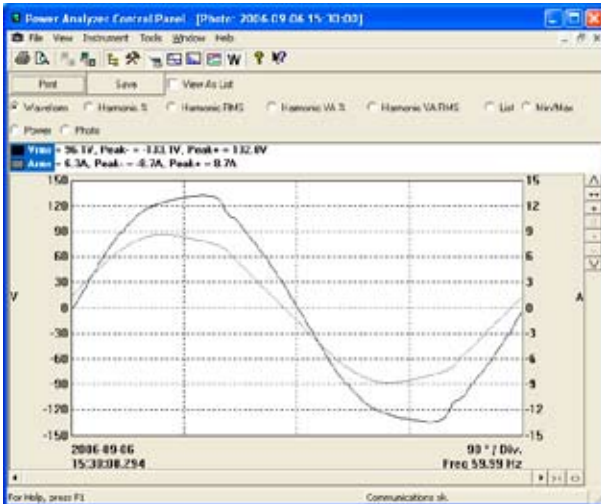 Power Analyzer Control Panel - [Photo: 2006-09-06 15:30:00]
File View Instrument Tools Window Help
W ?
Print Save View As List
Waveform Harmonic % Harmonic RMS Harmonic VA % Harmonic VA RMS List Min/Max
Power Photo
Vrms = 96.1V, Peak- = -133.1V, Peak+ = 132.8V
Arms = 6.3A, Peak- = -8.7A, Peak+ = 8.7A
150 15
120 12
90 9
60 6
30 3
V 0 0 A
-30 -3
-60 -6
-90 -9
-120 -12
-150 -15
2006-09-06 90 ° / Div.
15:30:00.294 Freq 59.99 Hz
For Help, press F1 Communications ok.